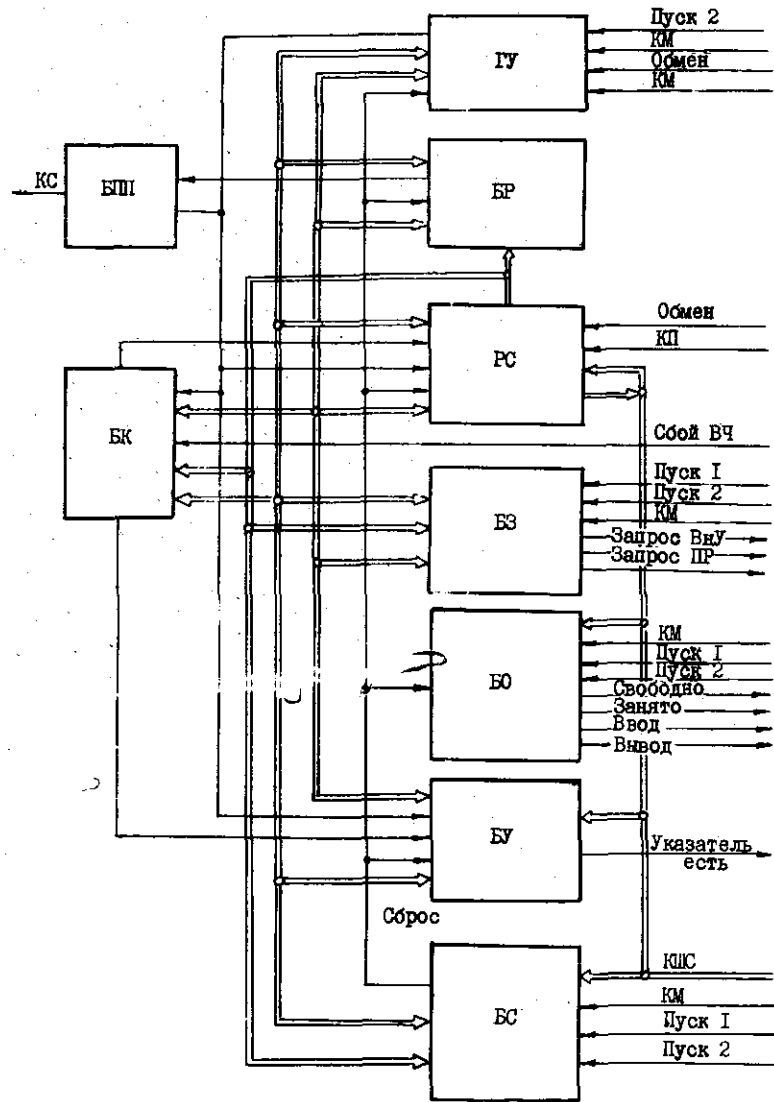 Пуск 2
КМ
Обмен
КМ
ГУ
КС
БПП
БР
Обмен
КП
РС
БК
Сбой ВЧ
Пуск I
Пуск 2
КМ
Запрос ВнУ
Запрос ПР
БЗ
КМ
Пуск I
Пуск 2
Свободно
Занято
Ввод
Вывод
БО
БУ
Указатель
есть
Сброс
КШС
КМ
Пуск I
Пуск 2
БС